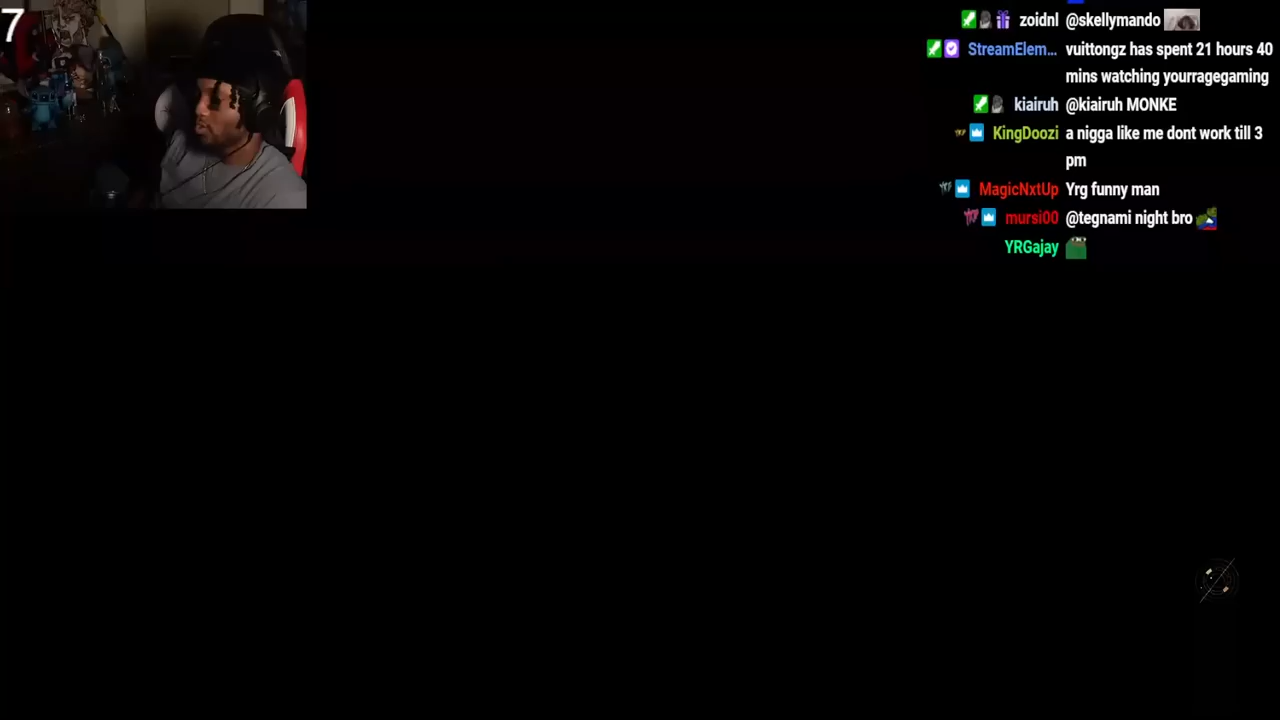 7
zoidnl @skellymando
StreamElem... vuittongz has spent 21 hours 40
mins watching yourragegaming
kiairuh @kiairuh MONKE
KingDoozi a nigga like me dont work till 3
pm
MagicNxtUp Yrg funny man
mursi00 @tegnami night bro
YRGajay